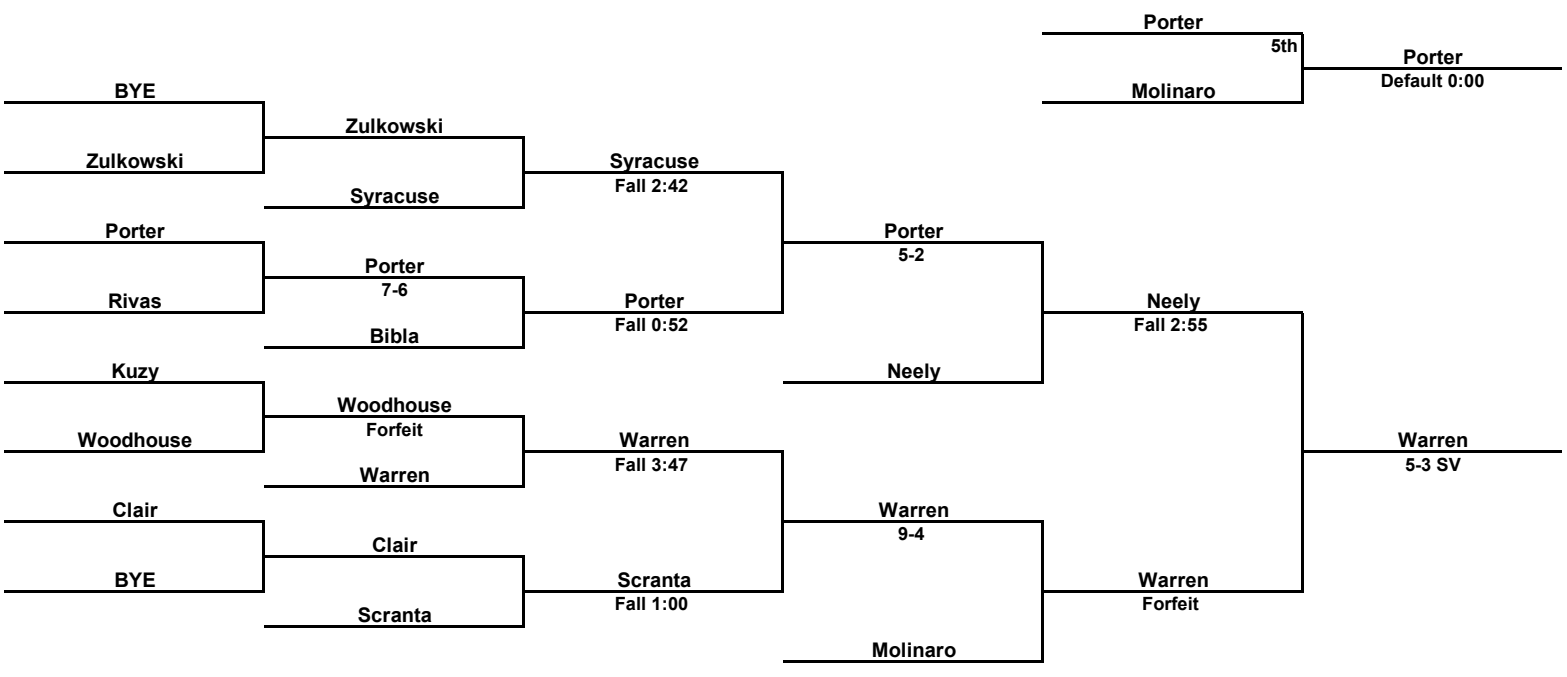 Porter
5th
Porter
Default 0:00
Molinaro
BYE
Zulkowski
Zulkowski
Syracuse
Fall 2:42
Syracuse
Porter
Porter
5-2
Porter
7-6
Rivas
Porter
Fall 0:52
Neely
Fall 2:55
Bibla
Kuzy
Neely
Woodhouse
Forfeit
Woodhouse
Warren
Fall 3:47
Warren
5-3 SV
Warren
Clair
Warren
9-4
Clair
BYE
Scranta
Fall 1:00
Warren
Forfeit
Scranta
Molinaro